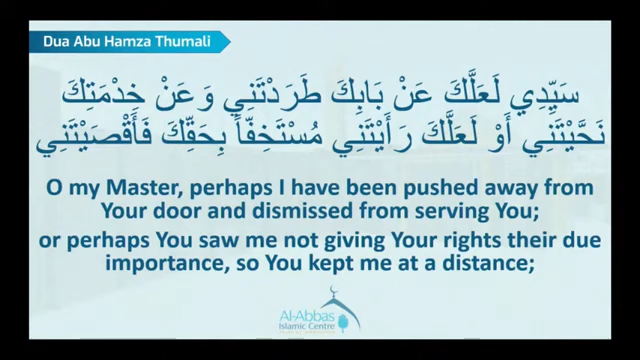 Dua Abu Hamza Thumali
سَيِّدِي لَعَلَّكَ عَنْ بَابِكَ طَرَدْتَنِي وَعَنْ خِدْمَتِكَ
نَحَّيْتَنِي أَوْ لَعَلَّكَ رَأَيْتَنِي مُسْتَخِفّاً بِحَقِّكَ فَأَقْصَيْتَنِي
O my Master, perhaps I have been pushed away from
Your door and dismissed from serving You;
or perhaps You saw me not giving Your rights their due
importance, so You kept me at a distance;
Al-Abbas
Islamic Centre